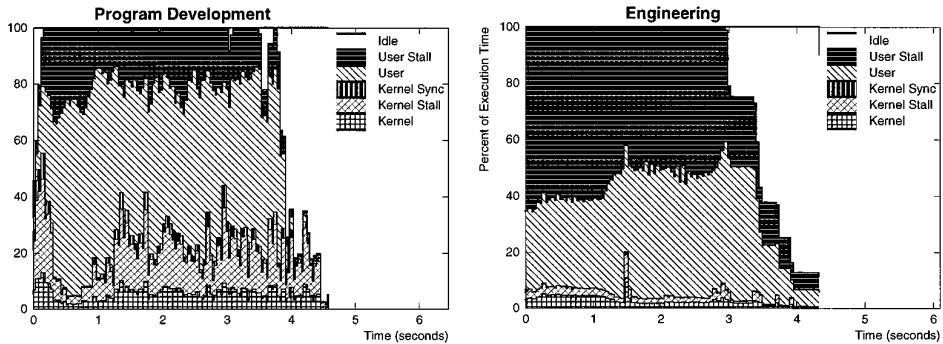 Program Development
100
80
60
40
20
0
0 1 2 3 4 5 6
Time (seconds)
Idle
User Stall
User
Kernel Sync
Kernel Stall
Kernel
Engineering
Percent of Execution Time
100
80
60
40
20
0
0 1 2 3 4 5 6
Time (seconds)
Idle
User Stall
User
Kernel Sync
Kernel Stall
Kernel